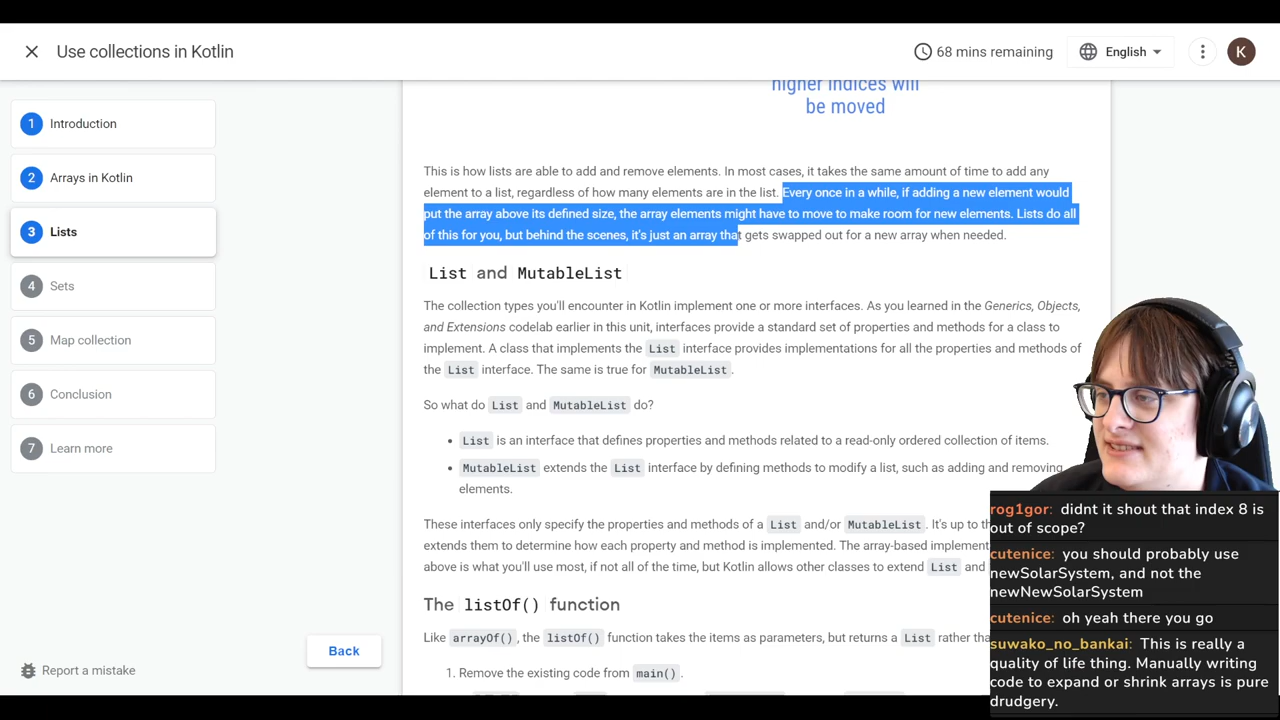 Use collections in Kotlin
68 mins remaining
English
K
1 Introduction
2 Arrays in Kotlin
3 Lists
4 Sets
5 Map collection
6 Conclusion
7 Learn more
Report a mistake
Back
higher indices will
be moved
This is how lists are able to add and remove elements. In most cases, it takes the same amount of time to add any
element to a list, regardless of how many elements are in the list. Every once in a while, if adding a new element would
put the array above its defined size, the array elements might have to move to make room for new elements. Lists do all
of this for you, but behind the scenes, it's just an array that gets swapped out for a new array when needed.
List and MutableList
The collection types you'll encounter in Kotlin implement one or more interfaces. As you learned in the Generics, Objects,
and Extensions codelab earlier in this unit, interfaces provide a standard set of properties and methods for a class to
implement. A class that implements the List interface provides implementations for all the properties and methods of
the List interface. The same is true for MutableList.
So what do List and MutableList do?
• List is an interface that defines properties and methods related to a read-only ordered collection of items.
• MutableList extends the List interface by defining methods to modify a list, such as adding and removing
elements.
These interfaces only specify the properties and methods of a List and/or MutableList. It's up to th
extends them to determine how each property and method is implemented. The array-based implement
above is what you'll use most, if not all of the time, but Kotlin allows other classes to extend List and
The listOf() function
Like arrayOf(), the listOf() function takes the items as parameters, but returns a List rather tha
1. Remove the existing code from main().
rog1gor: didnt it shout that index 8 is
out of scope?
cutenice: you should probably use
newSolarSystem, and not the
newNewSolarSystem
cutenice: oh yeah there you go
suwako_no_bankai: This is really a
quality of life thing. Manually writing
code to expand or shrink arrays is pure
drudgery.